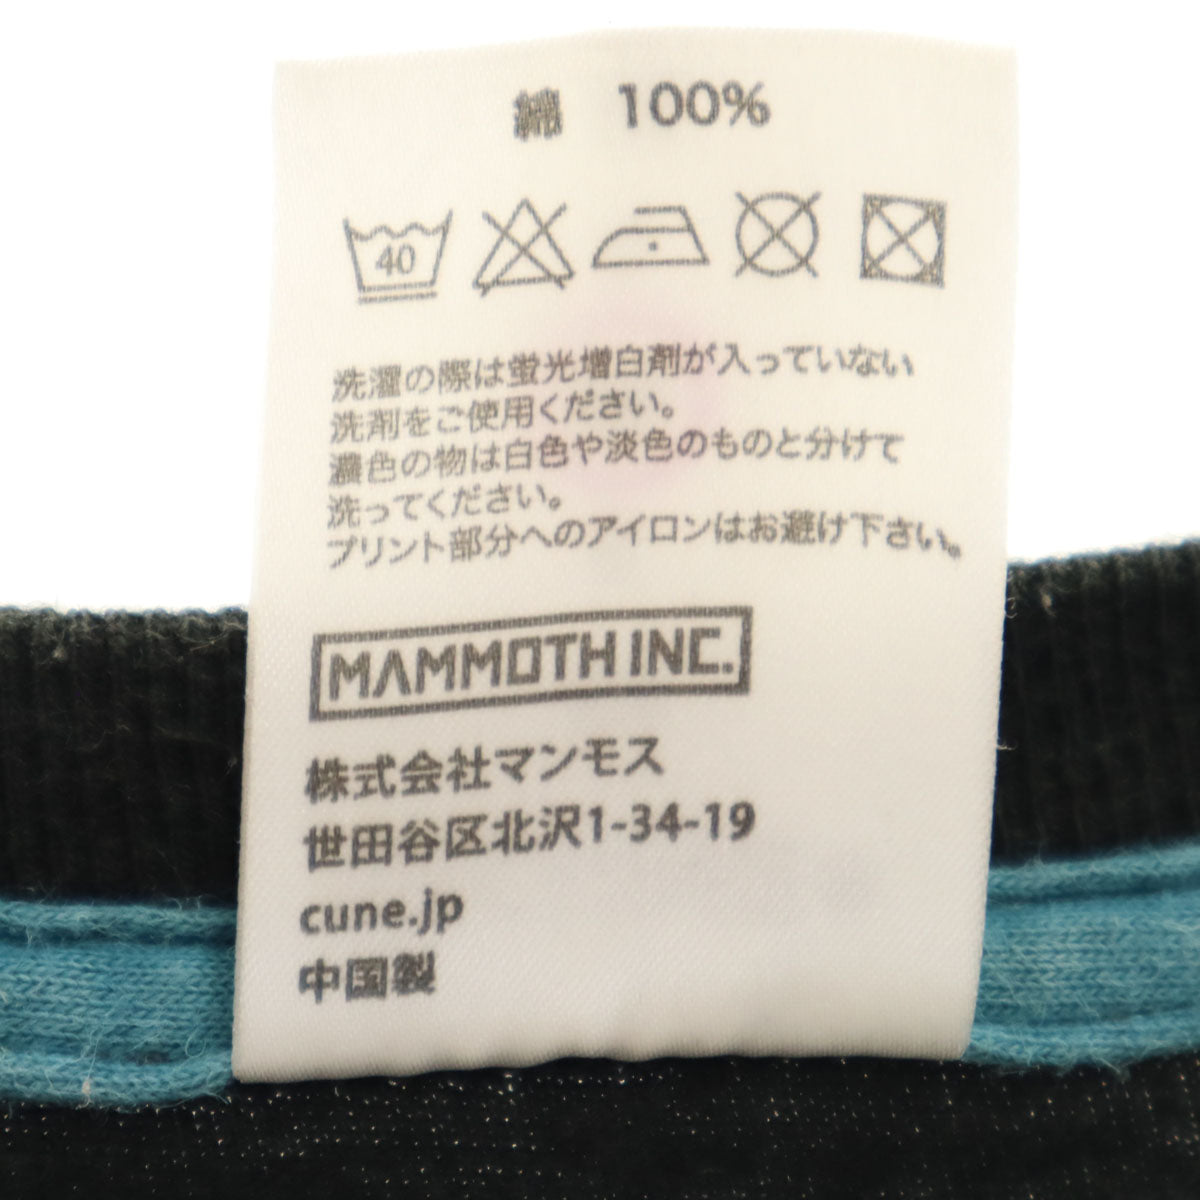 綿 100%
40
洗濯の際は蛍光増白剤が入っていない
洗剤をご使用ください。
濃色の物は白色や淡色のものと分けて
洗ってください。
プリント部分へのアイロンはお避け下さい。
MAMMOTH INC.
株式会社マンモス
世田谷区北沢1-34-19
cune.jp
中国製